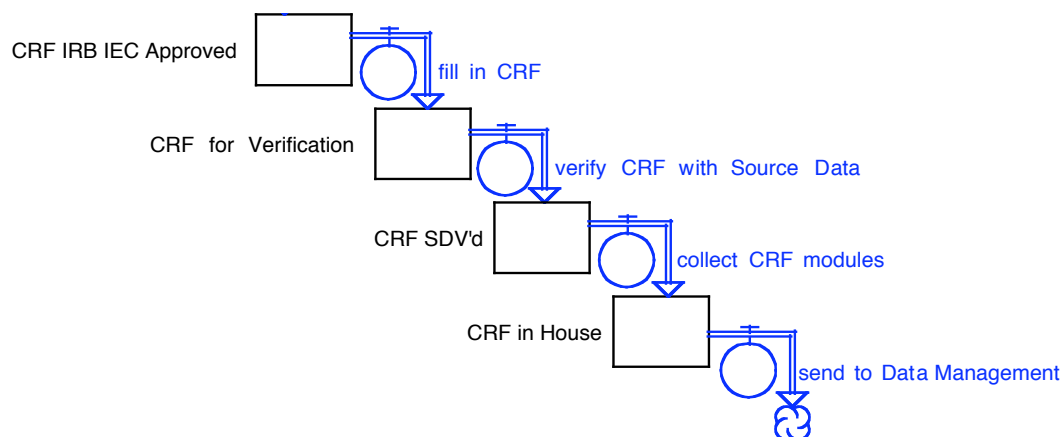 CRF IRB IEC Approved
fill in CRF
CRF for Verification
verify CRF with Source Data
CRF SDV'd
collect CRF modules
CRF in House
send to Data Management